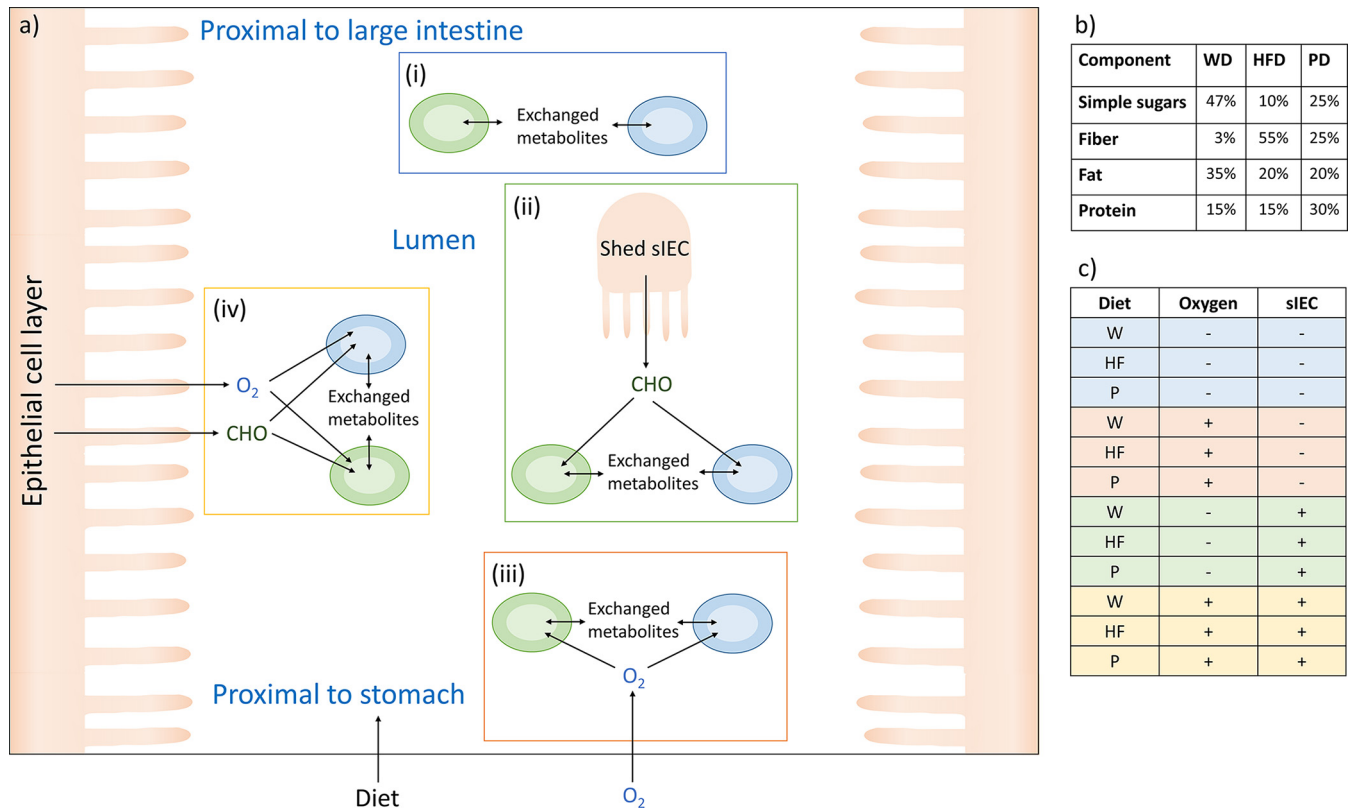 a)
Proximal to large intestine
(i)
Exchanged
metabolites
(ii)
Shed sIEC
Lumen
CHO
Exchanged
metabolites
(iv)
O₂
CHO
Exchanged
metabolites
Epithelial cell layer
(iii)
Exchanged
metabolites
O₂
Proximal to stomach
Diet
O₂
b)
Component WD HFD PD
Simple sugars 47% 10% 25%
Fiber 3% 55% 25%
Fat 35% 20% 20%
Protein 15% 15% 30%
c)
Diet Oxygen sIEC
W - -
HF - -
P - -
W + -
HF + -
P + -
W - +
HF - +
P - +
W + +
HF + +
P + +